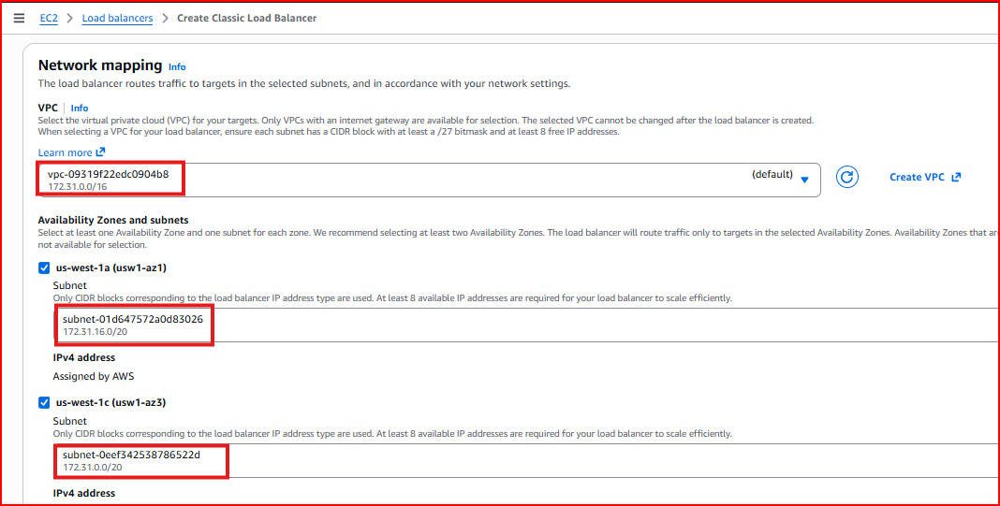 EC2 > Load balancers > Create Classic Load Balancer
Network mapping Info
The load balancer routes traffic to targets in the selected subnets, and in accordance with your network settings.
VPC | Info
Select the virtual private cloud (VPC) for your targets. Only VPCs with an internet gateway are available for selection. The selected VPC cannot be changed after the load balancer is created.
When selecting a VPC for your load balancer, ensure each subnet has a CIDR block with at least a /27 bitmask and at least 8 free IP addresses.
Learn more
vpc-09319f22edc0904b8 (default)
172.31.0.0/16
Create VPC
Availability Zones and subnets
Select at least one Availability Zone and one subnet for each zone. We recommend selecting at least two Availability Zones. The load balancer will route traffic only to targets in the selected Availability Zones. Availability Zones that are
not available for selection.
us-west-1a (usw1-az1)
Subnet
Only CIDR blocks corresponding to the load balancer IP address type are used. At least 8 available IP addresses are required for your load balancer to scale efficiently.
subnet-01d647572a0d83026
172.31.16.0/20
IPv4 address
Assigned by AWS
us-west-1c (usw1-az3)
Subnet
Only CIDR blocks corresponding to the load balancer IP address type are used. At least 8 available IP addresses are required for your load balancer to scale efficiently.
subnet-0eef342538786522d
172.31.0.0/20
IPv4 address